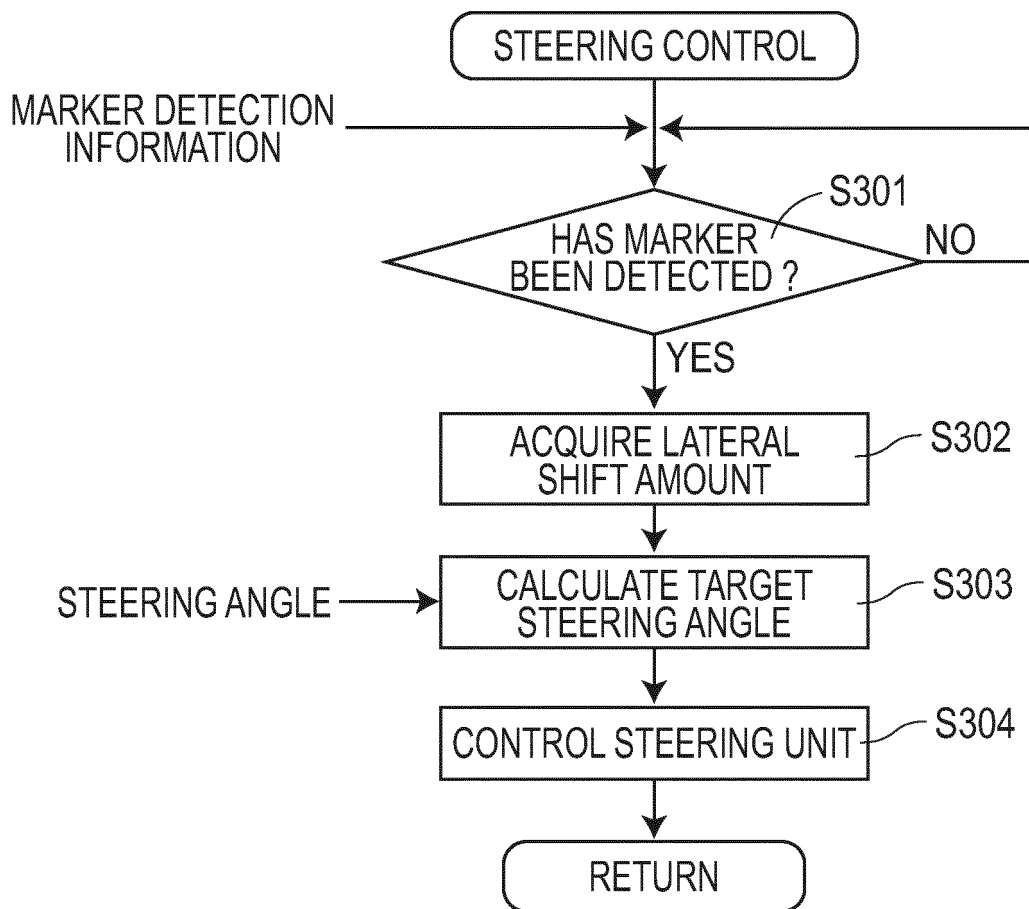 STEERING CONTROL
MARKER DETECTION
INFORMATION
S301
HAS MARKER
BEEN DETECTED ?
NO
YES
ACQUIRE LATERAL
SHIFT AMOUNT
S302
STEERING ANGLE
CALCULATE TARGET
STEERING ANGLE
S303
CONTROL STEERING UNIT
S304
RETURN